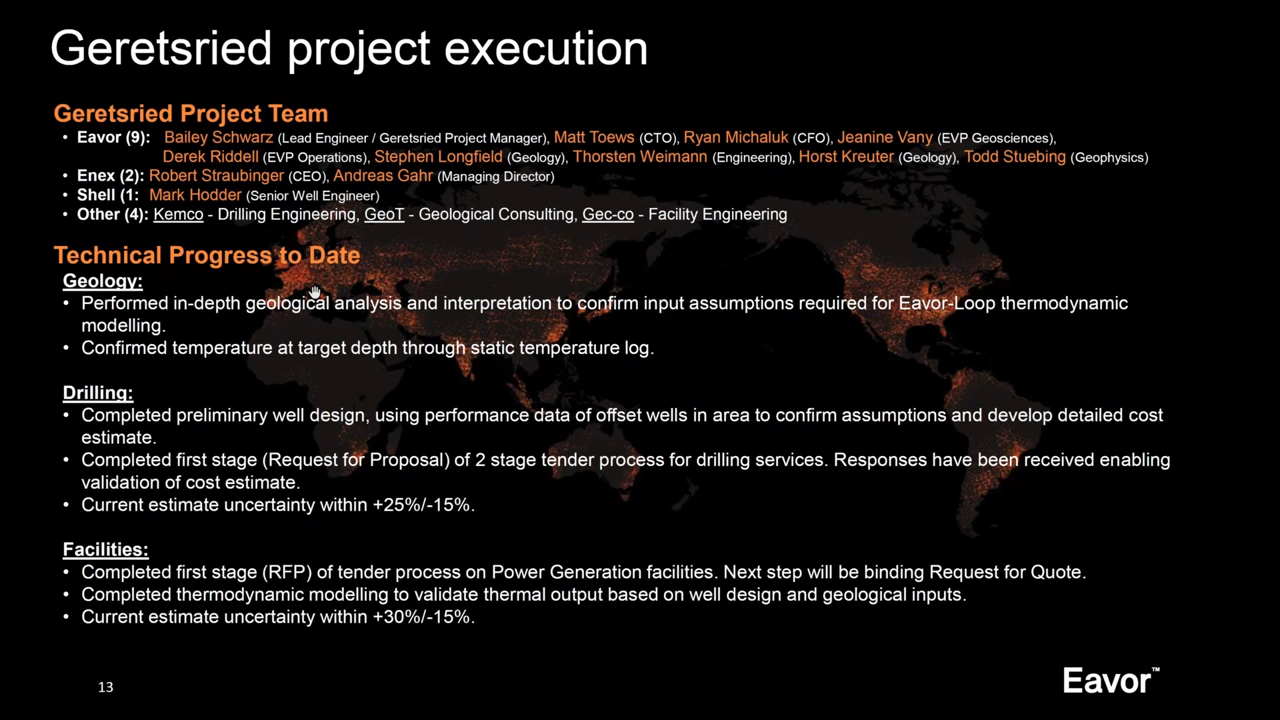 Geretsried project execution
Geretsried Project Team
• Eavor (9): Bailey Schwarz (Lead Engineer / Geretsried Project Manager), Matt Toews (CTO), Ryan Michaluk (CFO), Jeanine Vany (EVP Geosciences),
Derek Riddell (EVP Operations), Stephen Longfield (Geology), Thorsten Weimann (Engineering), Horst Kreuter (Geology), Todd Stuebing (Geophysics)
• Enex (2): Robert Straubinger (CEO), Andreas Gahr (Managing Director)
• Shell (1: Mark Hodder (Senior Well Engineer)
• Other (4): Kemco - Drilling Engineering, GeoT - Geological Consulting, Gec-co - Facility Engineering
Technical Progress to Date
Geology:
• Performed in-depth geological analysis and interpretation to confirm input assumptions required for Eavor-Loop thermodynamic
modelling.
• Confirmed temperature at target depth through static temperature log.
Drilling:
• Completed preliminary well design, using performance data of offset wells in area to confirm assumptions and develop detailed cost
estimate.
• Completed first stage (Request for Proposal) of 2 stage tender process for drilling services. Responses have been received enabling
validation of cost estimate.
• Current estimate uncertainty within +25%/-15%.
Facilities:
• Completed first stage (RFP) of tender process on Power Generation facilities. Next step will be binding Request for Quote.
• Completed thermodynamic modelling to validate thermal output based on well design and geological inputs.
• Current estimate uncertainty within +30%/-15%.
13
Eavor™